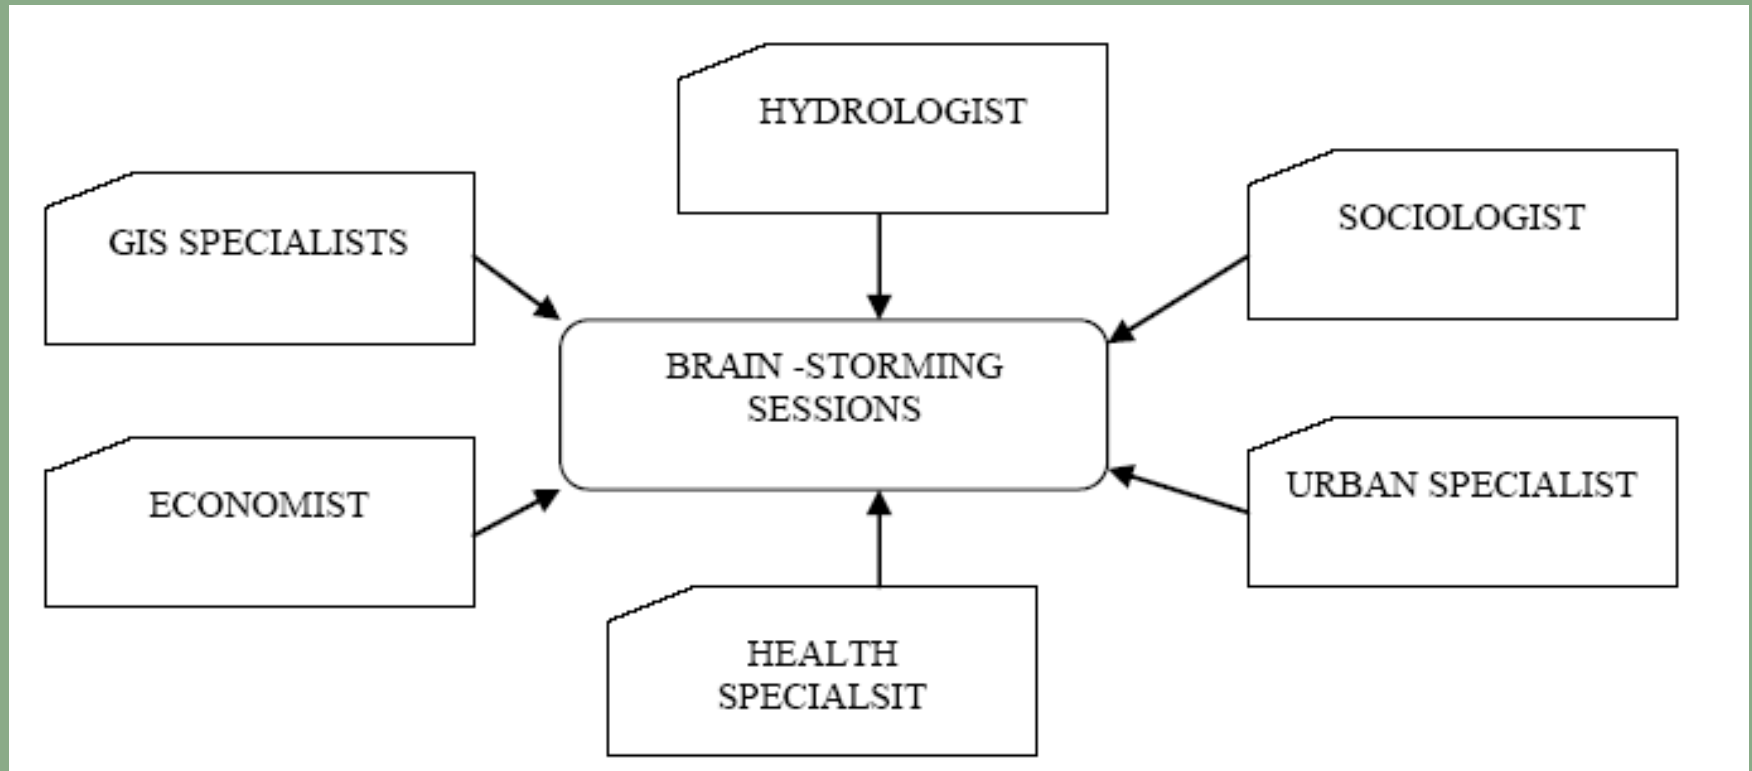 HYDROLOGIST
SOCIOLOGIST
GIS SPECIALISTS
BRAIN -STORMING
SESSIONS
URBAN SPECIALIST
ECONOMIST
HEALTH
SPECIALSIT